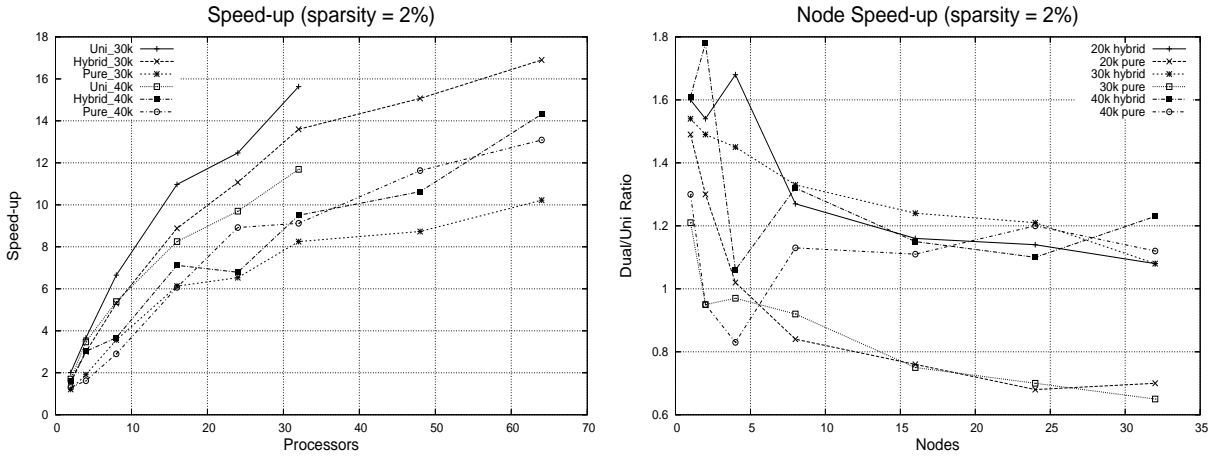 Speed-up (sparsity = 2%)
18
16
14
12
10
8
6
4
2
0
0 10 20 30 40 50 60 70
Speed-up
Processors
Uni_30k
Hybrid_30k
Pure_30k
Uni_40k
Hybrid_40k
Pure_40k
Node Speed-up (sparsity = 2%)
1.8
1.6
1.4
1.2
1
0.8
0.6
0 5 10 15 20 25 30 35
Dual/Uni Ratio
Nodes
20k hybrid
20k pure
30k hybrid
30k pure
40k hybrid
40k pure